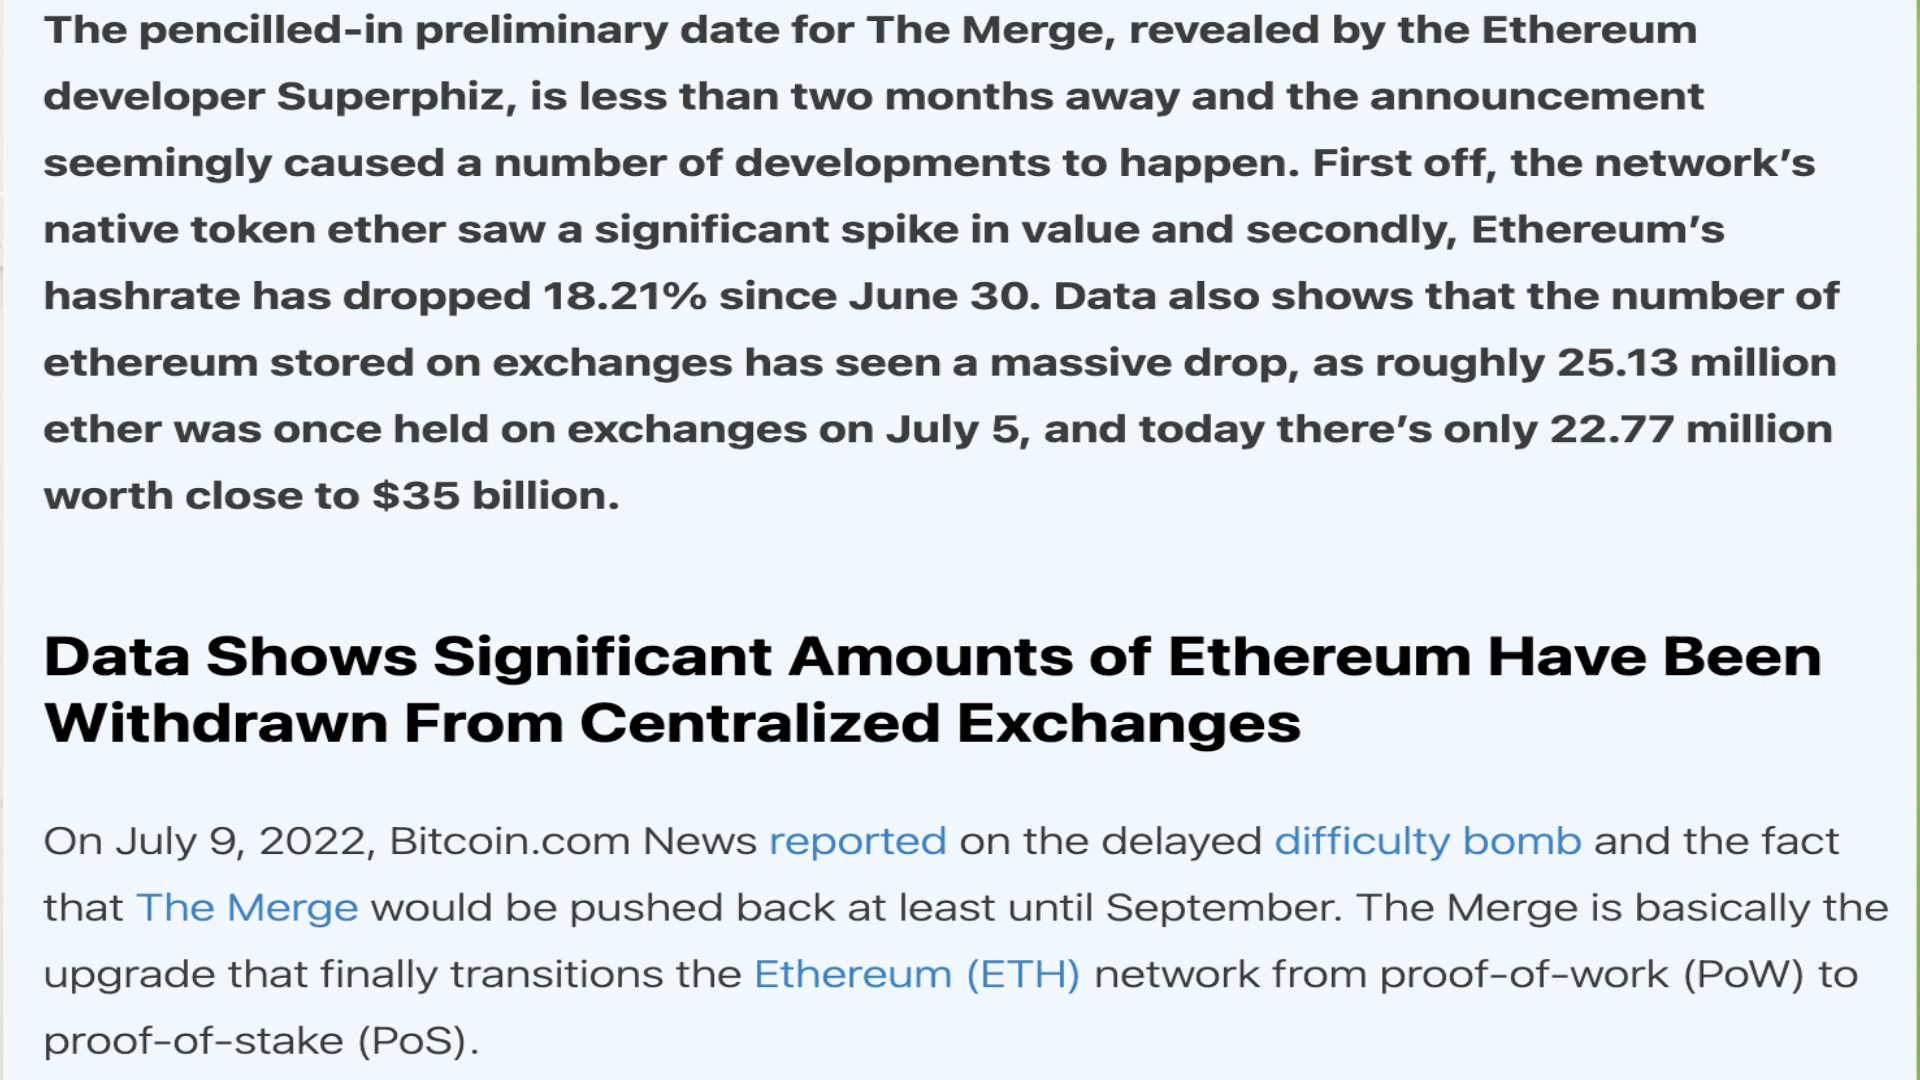 The pencilled-in preliminary date for The Merge, revealed by the Ethereum
developer Superphiz, is less than two months away and the announcement
seemingly caused a number of developments to happen. First off, the network’s
native token ether saw a significant spike in value and secondly, Ethereum’s
hashrate has dropped 18.21% since June 30. Data also shows that the number of
ethereum stored on exchanges has seen a massive drop, as roughly 25.13 million
ether was once held on exchanges on July 5, and today there’s only 22.77 million
worth close to $35 billion.
Data Shows Significant Amounts of Ethereum Have Been
Withdrawn From Centralized Exchanges
On July 9, 2022, Bitcoin.com News reported on the delayed difficulty bomb and the fact
that The Merge would be pushed back at least until September. The Merge is basically the
upgrade that finally transitions the Ethereum (ETH) network from proof-of-work (PoW) to
proof-of-stake (PoS).